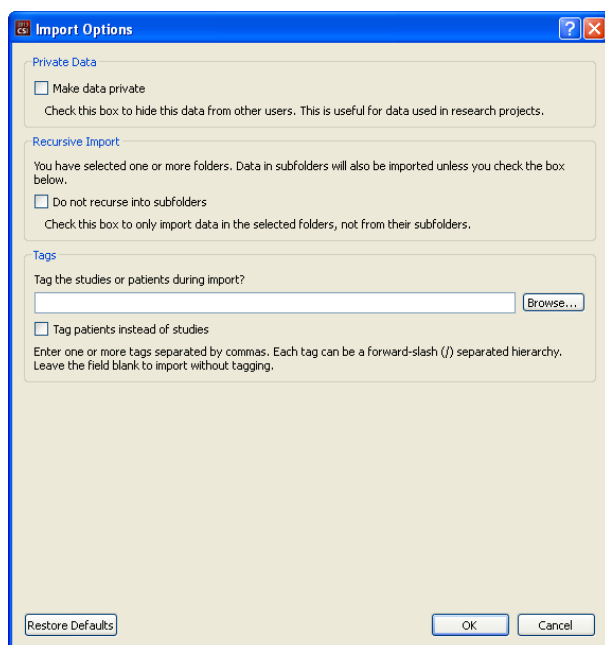 2013
CSI
Import Options
Private Data
Make data private
Check this box to hide this data from other users. This is useful for data used in research projects.
Recursive Import
You have selected one or more folders. Data in subfolders will also be imported unless you check the box
below.
Do not recurse into subfolders
Check this box to only import data in the selected folders, not from their subfolders.
Tags
Tag the studies or patients during import?
Browse...
Tag patients instead of studies
Enter one or more tags separated by commas. Each tag can be a forward-slash (/) separated hierarchy.
Leave the field blank to import without tagging.
Restore Defaults OK Cancel